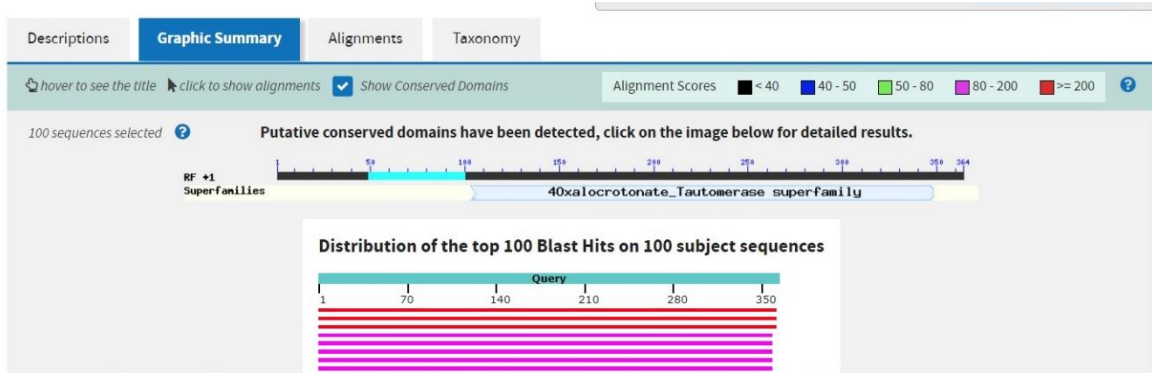 Descriptions Graphic Summary Alignments Taxonomy
hover to see the title click to show alignments Show Conserved Domains Alignment Scores < 40 40 - 50 50 - 80 80 - 200 >= 200 ?
100 sequences selected ? Putative conserved domains have been detected, click on the image below for detailed results.
1 50 100 150 200 250 300 350 364
RF +1
Superfamilies 4Oxalocrotonate_Tautomerase superfamily
Distribution of the top 100 Blast Hits on 100 subject sequences
Query
1 70 140 210 280 350